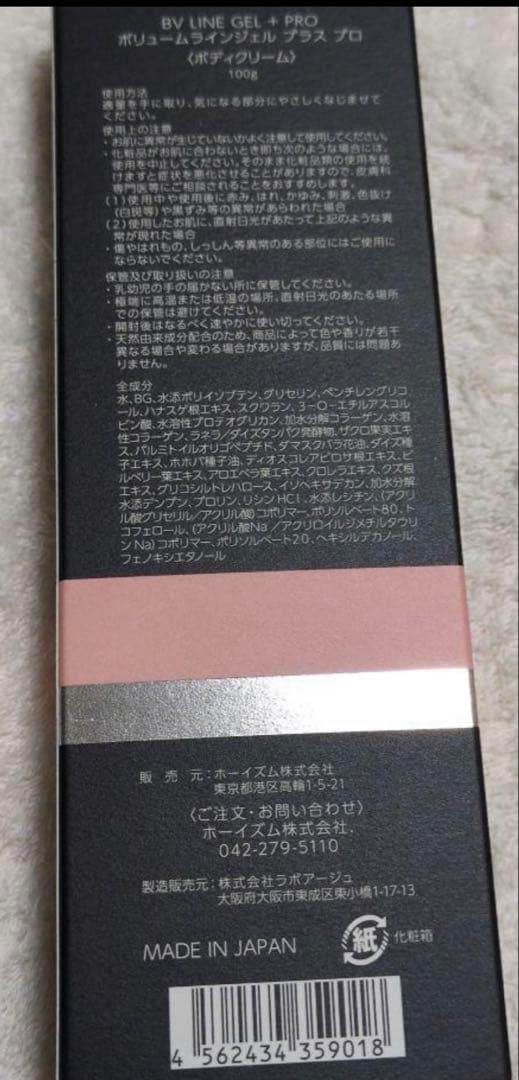 BV LINE GEL + PRO
ボリュームラインジェル プラス プロ
〈ボディクリーム〉
100g
使用方法
適量を手に取り、気になる部分にやさしくなじませて
ください。
使用上の注意
・お肌に異常が生じていないかよく注意して使用してください。
・化粧品がお肌に合わないとき即ち次のような場合には、
使用を中止してください。そのまま化粧品類の使用を続
けますと症状を悪化させることがありますので、皮膚科
専門医等にご相談されることをおすすめします。
(1)使用中や使用後に赤み、はれ、かゆみ、刺激、色抜け
(白斑等)や黒ずみ等の異常があらわれた場合
(2)使用したお肌に、直射日光があたって上記のような異
常が現れた場合
・傷やはれもの、しっしん等異常のある部位にはご使用に
ならないでください。
保管及び取り扱いの注意
・乳幼児の手の届かない所に保管してください。
・極端に高温または低温の場所、直射日光のあたる場所
での保管は避けてください。
・開封後はなるべく速やかに使い切ってください。
・天然由来成分配合のため、商品によって色や香りが若干
異なる場合や変わる場合がありますが、品質には問題あ
りません。
全成分
水、BG、水添ポリイソブテン、グリセリン、ペンチレングリコ
ール、ハナスゲ根エキス、スクワラン、3-O-エチルアスコル
ビン酸、水溶性プロテオグリカン、加水分解コラーゲン、水溶
性コラーゲン、ラネラ/ダイズタンパク発酵物、ザクロ果実エキ
ス、パルミトイルオリゴペプチド、ダマスクバラ花油、ダイズ種
子エキス、ホホバ種子油、ディオスコレアビロサ根エキス、ビ
ルベリー葉エキス、アロエベラ葉エキス、クロレラエキス、クズ根
エキス、グリコシルトレハロース、イソヘキサデカン、加水分解
水添デンプン、プロリン、リシンHCl、水添レシチン、(アクリ
ル酸グリセリル/アクリル酸)コポリマー、ポリソルベート80、ト
コフェロール、(アクリル酸Na/アクリロイルジメチルタウリ
ンNa)コポリマー、ポリソルベート20、ヘキシルデカノール、
フェノキシエタノール
販 売 元:ホーイズム株式会社
東京都港区高輪1-5-21
〈ご注文・お問い合わせ〉
ホーイズム株式会社.
042-279-5110
製造販売元:株式会社ラボアージュ
大阪府大阪市東成区東小橋1-17-13
MADE IN JAPAN
紙
化粧箱
4 562434 359018